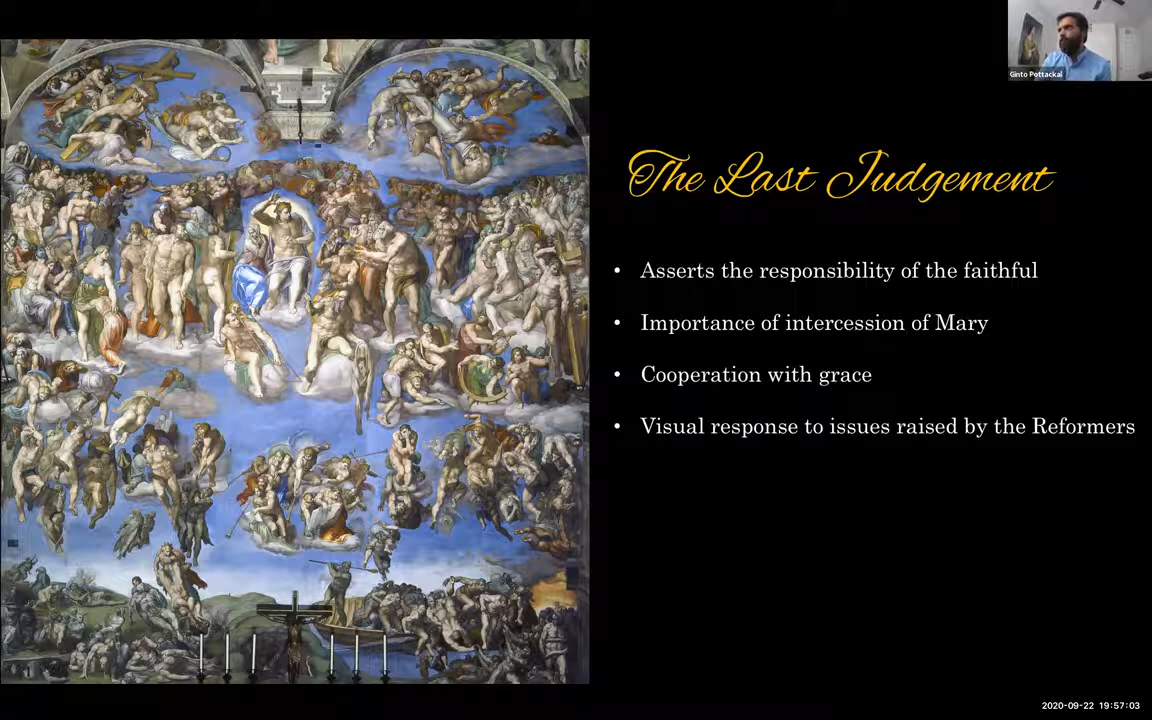 Ginto Pottackal
The Last Judgement
• Asserts the responsibility of the faithful
• Importance of intercession of Mary
• Cooperation with grace
• Visual response to issues raised by the Reformers
2020-09-22 19:57:03